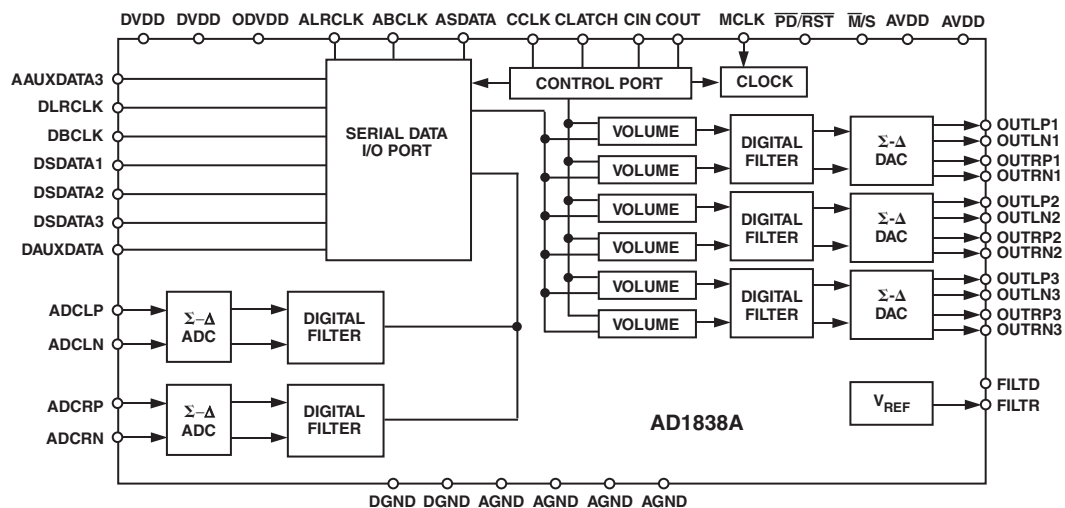 DVDD DVDD ODVDD ALRCLK ABCLK ASDATA CCLK CLATCH CIN COUT MCLK PD/RST M/S AVDD AVDD
AAUXDATA3
DLRCLK
DBCLK
DSDATA1
DSDATA2
DSDATA3
DAUXDATA
SERIAL DATA
I/O PORT
CONTROL PORT
CLOCK
VOLUME
VOLUME
DIGITAL
FILTER
Σ-Δ
DAC
OUTLP1
OUTLN1
OUTRP1
OUTRN1
VOLUME
VOLUME
DIGITAL
FILTER
Σ-Δ
DAC
OUTLP2
OUTLN2
OUTRP2
OUTRN2
VOLUME
VOLUME
DIGITAL
FILTER
Σ-Δ
DAC
OUTLP3
OUTLN3
OUTRP3
OUTRN3
ADCLP
ADCLN
Σ–Δ
ADC
DIGITAL
FILTER
ADCRP
ADCRN
Σ–Δ
ADC
DIGITAL
FILTER
AD1838A
VREF
FILTD
FILTR
DGND DGND AGND AGND AGND AGND